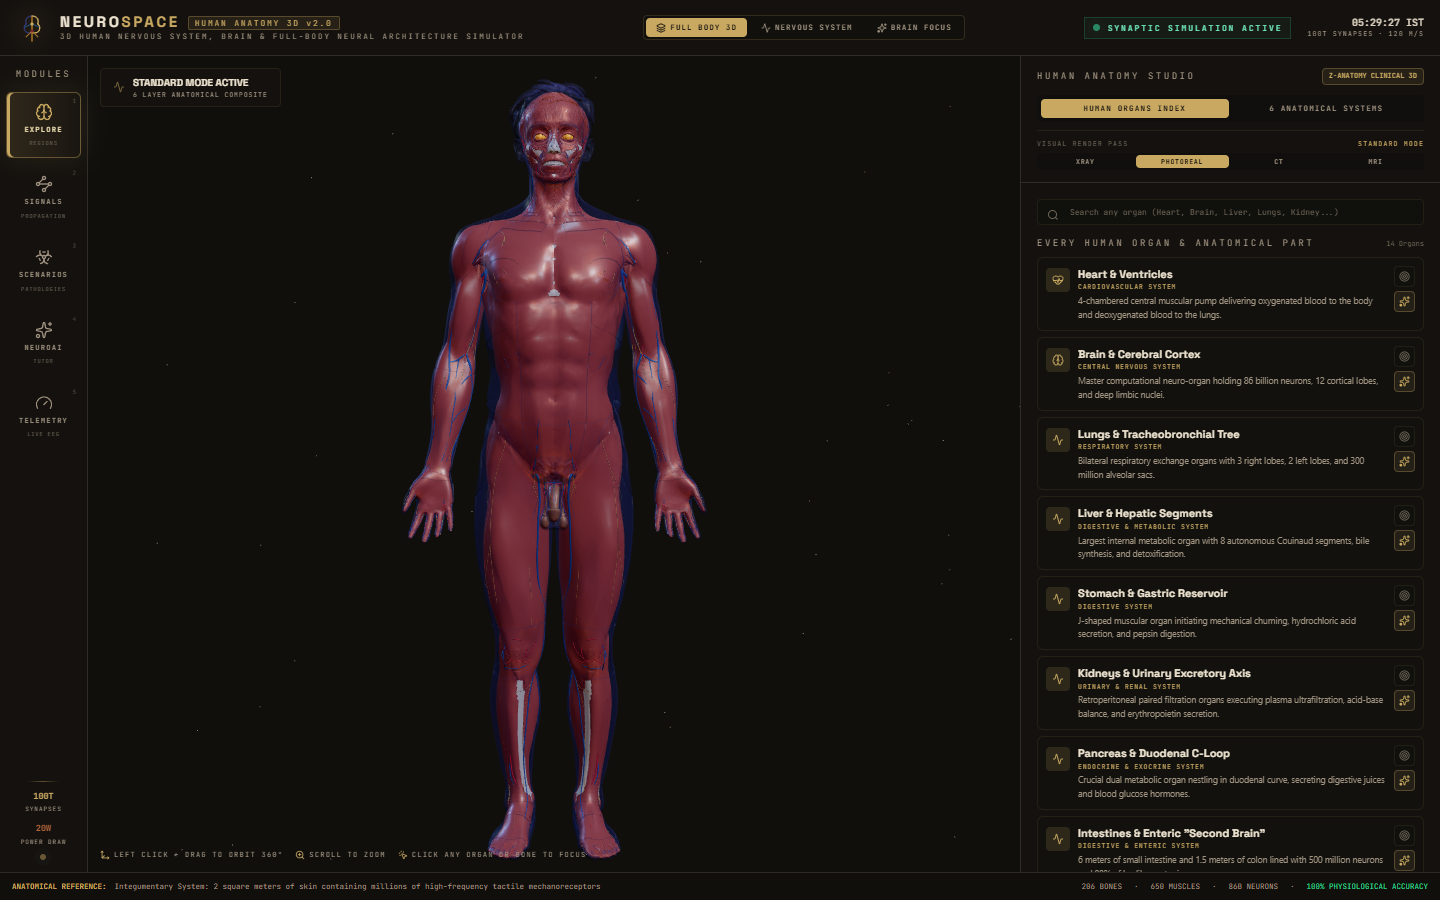 NEUROSPACE HUMAN ANATOMY 3D v2.0
3D HUMAN NERVOUS SYSTEM, BRAIN & FULL-BODY NEURAL ARCHITECTURE SIMULATOR
FULL BODY 3D
NERVOUS SYSTEM
BRAIN FOCUS
SYNAPTIC SIMULATION ACTIVE
05:29:27 IST
100T SYNAPSES · 120 M/S
MODULES
1
EXPLORE
REGIONS
2
SIGNALS
PROPAGATION
3
SCENARIOS
PATHOLOGIES
4
NEUROAI
TUTOR
5
TELEMETRY
LIVE EEG
100T
SYNAPSES
20W
POWER DRAW
STANDARD MODE ACTIVE
6 LAYER ANATOMICAL COMPOSITE
LEFT CLICK + DRAG TO ORBIT 360°
SCROLL TO ZOOM
CLICK ANY ORGAN OR BONE TO FOCUS
HUMAN ANATOMY STUDIO
Z-ANATOMY CLINICAL 3D
HUMAN ORGANS INDEX
6 ANATOMICAL SYSTEMS
VISUAL RENDER PASS
STANDARD MODE
XRAY
PHOTOREAL
CT
MRI
Search any organ (Heart, Brain, Liver, Lungs, Kidney...)
EVERY HUMAN ORGAN & ANATOMICAL PART
14 Organs
Heart & Ventricles
CARDIOVASCULAR SYSTEM
4-chambered central muscular pump delivering oxygenated blood to the body
and deoxygenated blood to the lungs.
Brain & Cerebral Cortex
CENTRAL NERVOUS SYSTEM
Master computational neuro-organ holding 86 billion neurons, 12 cortical lobes,
and deep limbic nuclei.
Lungs & Tracheobronchial Tree
RESPIRATORY SYSTEM
Bilateral respiratory exchange organs with 3 right lobes, 2 left lobes, and 300
million alveolar sacs.
Liver & Hepatic Segments
DIGESTIVE & METABOLIC SYSTEM
Largest internal metabolic organ with 8 autonomous Couinaud segments, bile
synthesis, and detoxification.
Stomach & Gastric Reservoir
DIGESTIVE SYSTEM
J-shaped muscular organ initiating mechanical churning, hydrochloric acid
secretion, and pepsin digestion.
Kidneys & Urinary Excretory Axis
URINARY & RENAL SYSTEM
Retroperitoneal paired filtration organs executing plasma ultrafiltration, acid-base
balance, and erythropoietin secretion.
Pancreas & Duodenal C-Loop
ENDOCRINE & EXOCRINE SYSTEM
Crucial dual metabolic organ nestling in duodenal curve, secreting digestive juices
and blood glucose hormones.
Intestines & Enteric "Second Brain"
DIGESTIVE & ENTERIC SYSTEM
6 meters of small intestine and 1.5 meters of colon lined with 500 million neurons
ANATOMICAL REFERENCE: Integumentary System: 2 square meters of skin containing millions of high-frequency tactile mechanoreceptors
206 BONES · 650 MUSCLES · 86B NEURONS · 100% PHYSIOLOGICAL ACCURACY